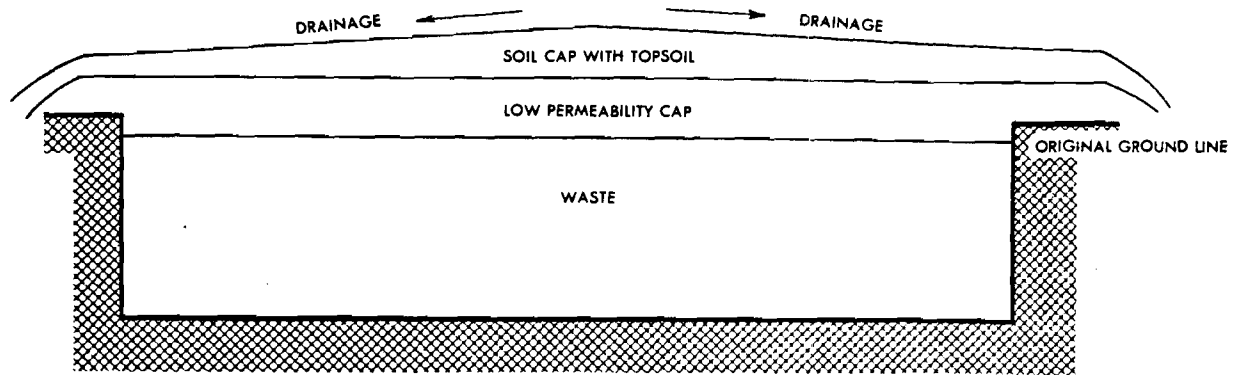 DRAINAGE
DRAINAGE
SOIL CAP WITH TOPSOIL
LOW PERMEABILITY CAP
ORIGINAL GROUND LINE
WASTE